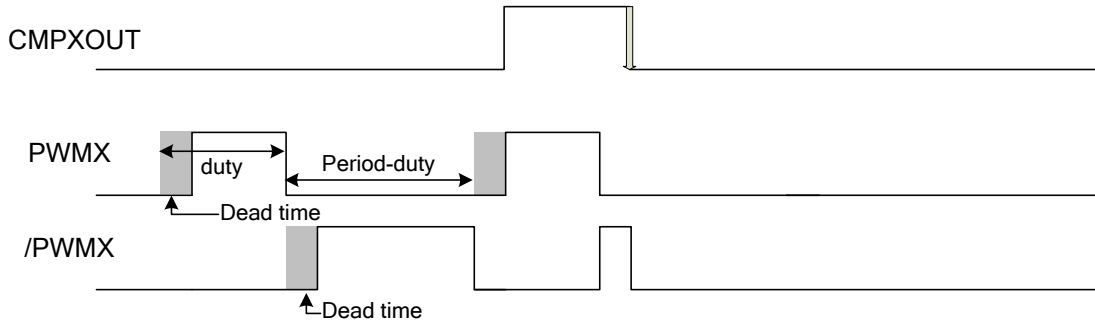 CMPXOUT
PWMX
duty
Period-duty
Dead time
/PWMX
Dead time